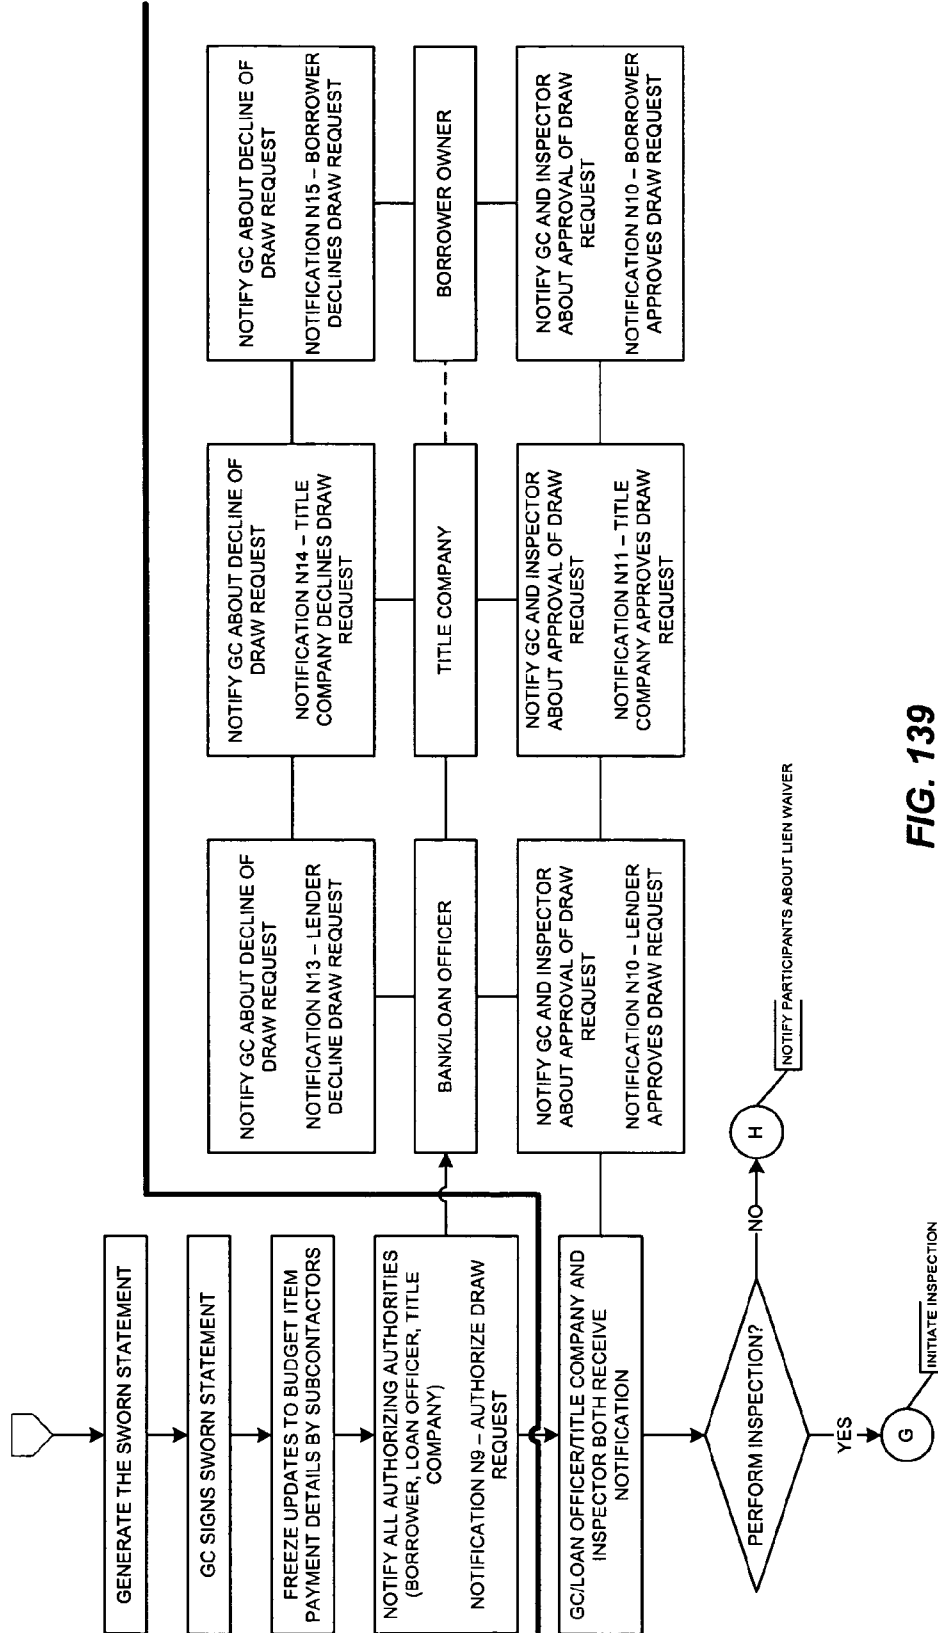 GENERATE THE SWORN STATEMENT
GC SIGNS SWORN STATEMENT
FREEZE UPDATES TO BUDGET ITEM
PAYMENT DETAILS BY SUBCONTACTORS
NOTIFY ALL AUTHORIZING AUTHORITIES
(BORROWER, LOAN OFFICER, TITLE
COMPANY)
NOTIFICATION N9 – AUTHORIZE DRAW
REQUEST
GC/LOAN OFFICER/TITLE COMPANY AND
INSPECTOR BOTH RECEIVE
NOTIFICATION
PERFORM INSPECTION?
YES
G
INITIATE INSPECTION
NO
H
NOTIFY PARTICIPANTS ABOUT LIEN WAIVER
NOTIFY GC ABOUT DECLINE OF
DRAW REQUEST
NOTIFICATION N13 – LENDER
DECLINE DRAW REQUEST
BANK/LOAN OFFICER
NOTIFY GC AND INSPECTOR
ABOUT APPROVAL OF DRAW
REQUEST
NOTIFICATION N10 – LENDER
APPROVES DRAW REQUEST
NOTIFY GC ABOUT DECLINE OF
DRAW REQUEST
NOTIFICATION N14 – TITLE
COMPANY DECLINES DRAW
REQUEST
TITLE COMPANY
NOTIFY GC AND INSPECTOR
ABOUT APPROVAL OF DRAW
REQUEST
NOTIFICATION N11 – TITLE
COMPANY APPROVES DRAW
REQUEST
NOTIFY GC ABOUT DECLINE OF
DRAW REQUEST
NOTIFICATION N15 – BORROWER
DECLINES DRAW REQUEST
BORROWER OWNER
NOTIFY GC AND INSPECTOR
ABOUT APPROVAL OF DRAW
REQUEST
NOTIFICATION N10 – BORROWER
APPROVES DRAW REQUEST
FIG. 139